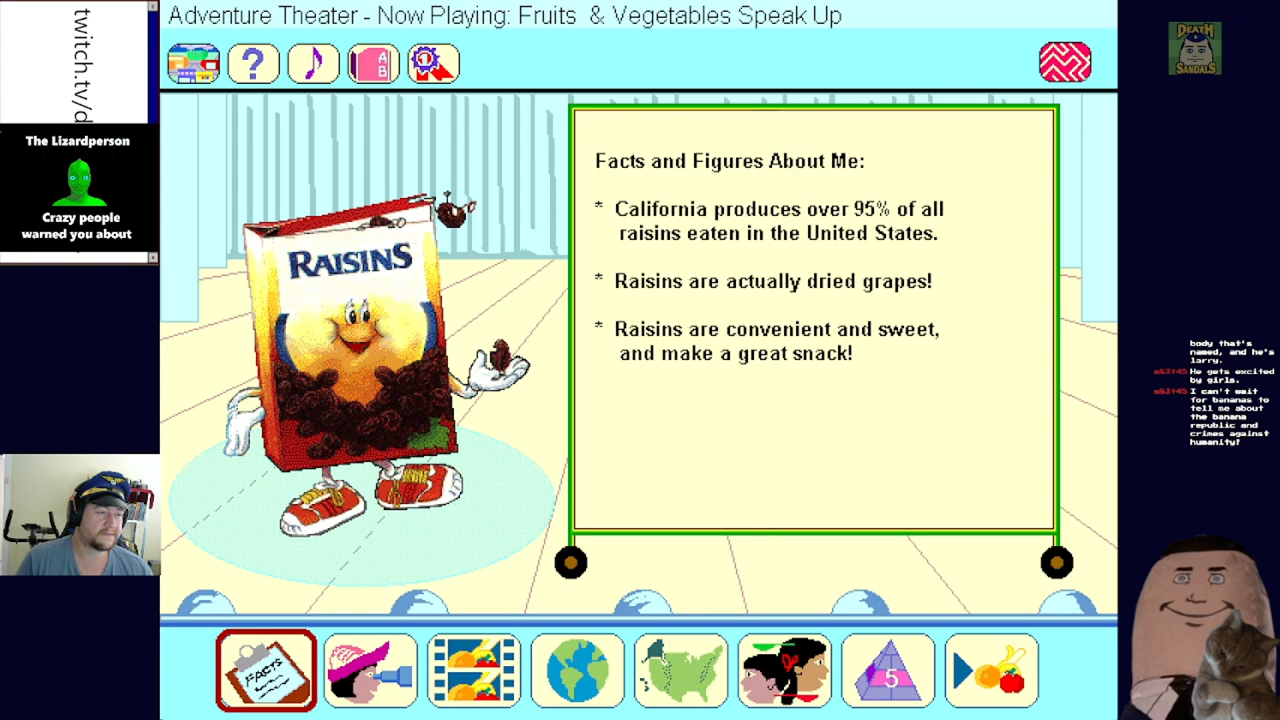 Adventure Theater - Now Playing: Fruits & Vegetables Speak Up
twitch.tv/d
The Lizardperson
Crazy people
warned you about
DEATH
SANDALS
?
A
B
1
RAISINS
Facts and Figures About Me:
* California produces over 95% of all
raisins eaten in the United States.
* Raisins are actually dried grapes!
* Raisins are convenient and sweet,
and make a great snack!
body that's
named, and he's
larry.
m83t45 He gets excited
by girls.
m83t45 I can't wait
for bananas to
tell me about
the banana
republic and
crimes against
humanity!
FACTS
5